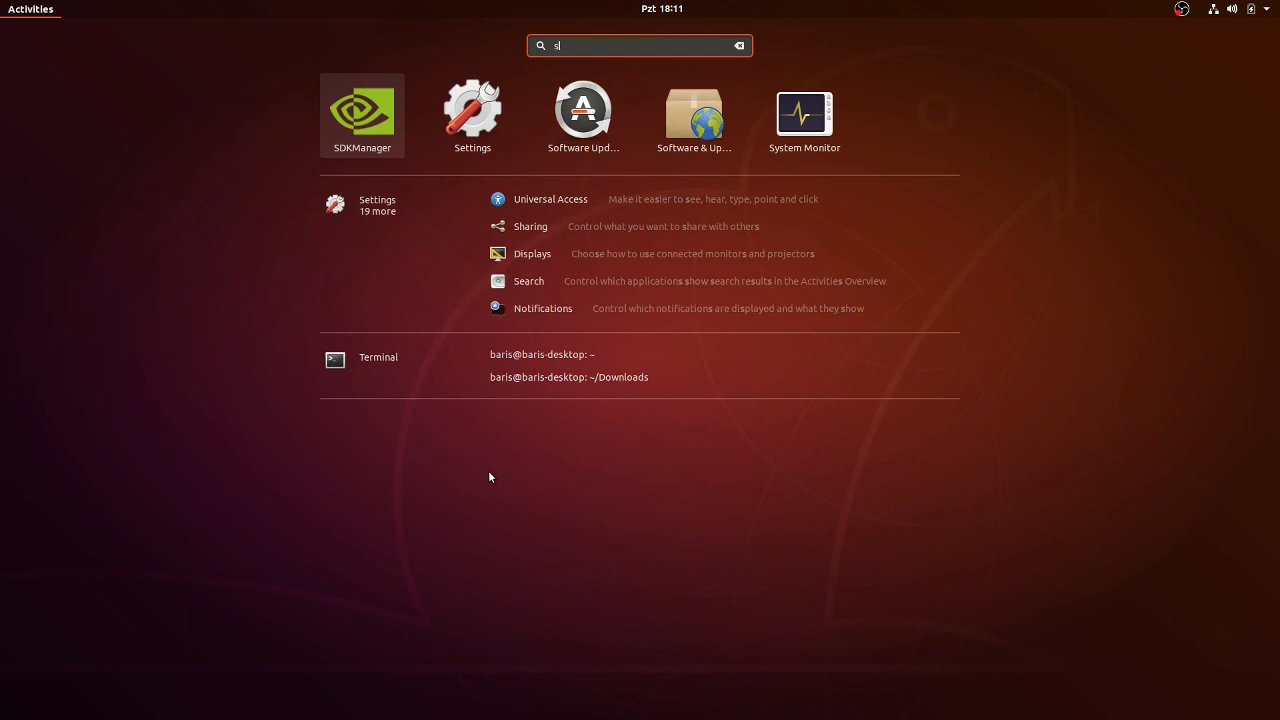 Activities
Pzt 18:11
s
SDKManager
Settings
Software Upd...
Software & Up...
System Monitor
Settings
19 more
Universal Access Make it easier to see, hear, type, point and click
Sharing Control what you want to share with others
Displays Choose how to use connected monitors and projectors
Search Control which applications show search results in the Activities Overview
Notifications Control which notifications are displayed and what they show
Terminal
baris@baris-desktop: ~
baris@baris-desktop: ~/Downloads